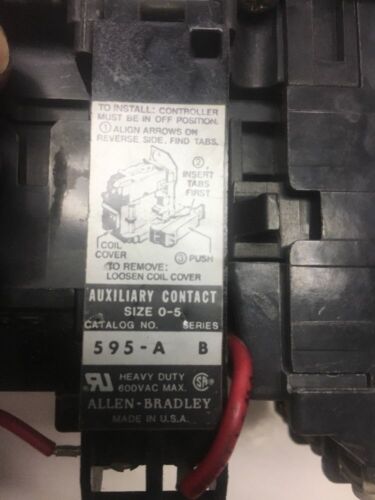 TO INSTALL: CONTROLLER
MUST BE IN OFF POSITION.
① ALIGN ARROWS ON
REVERSE SIDE. FIND TABS.
②
INSERT
TABS
FIRST
COIL
COVER
③ PUSH
TO REMOVE:
LOOSEN COIL COVER
AUXILIARY CONTACT
SIZE 0-5
CATALOG NO. SERIES
595-A B
HEAVY DUTY
600VAC MAX.
ALLEN-BRADLEY
MADE IN U.S.A.